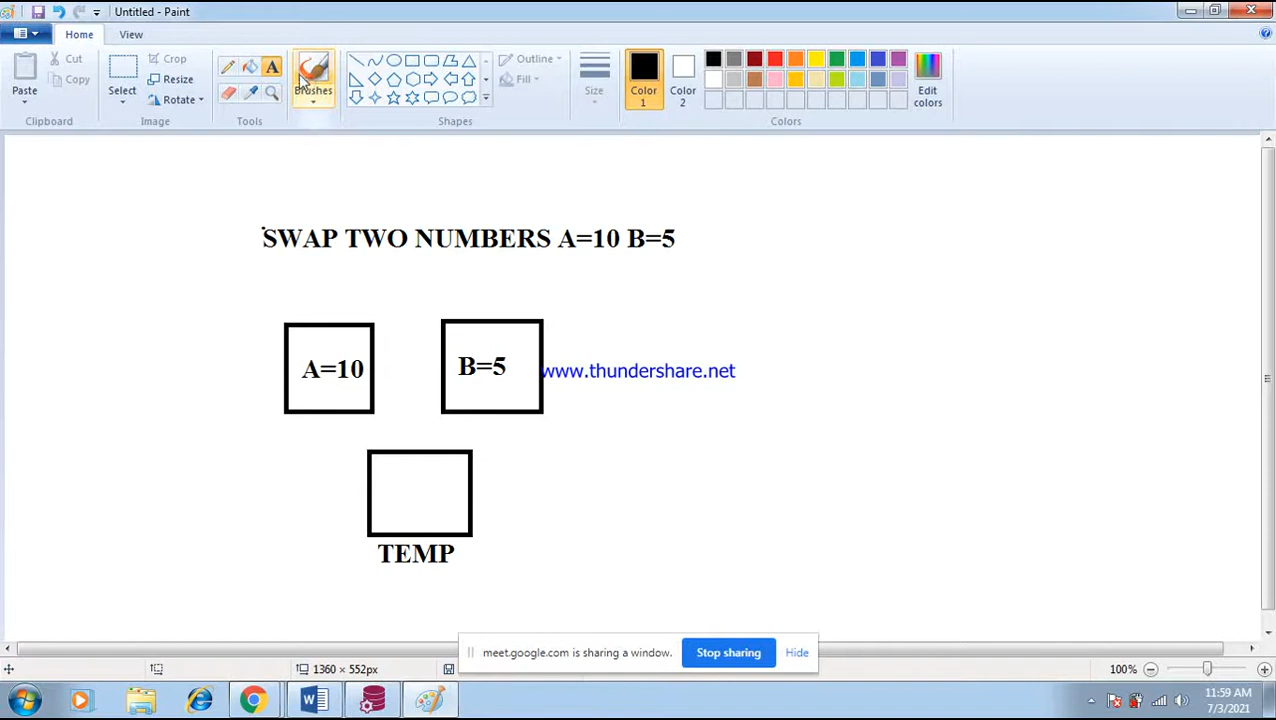 Untitled - Paint
Home View
Paste
Cut
Copy
Clipboard
Select
Crop
Resize
Rotate
Image
A
Tools
Brushes
Outline
Fill
Shapes
Size
Color 1
Color 2
Edit colors
Colors
SWAP TWO NUMBERS A=10 B=5
A=10
B=5
www.thundershare.net
TEMP
meet.google.com is sharing a window. Stop sharing Hide
1360 × 552px
100%
11:59 AM
7/3/2021